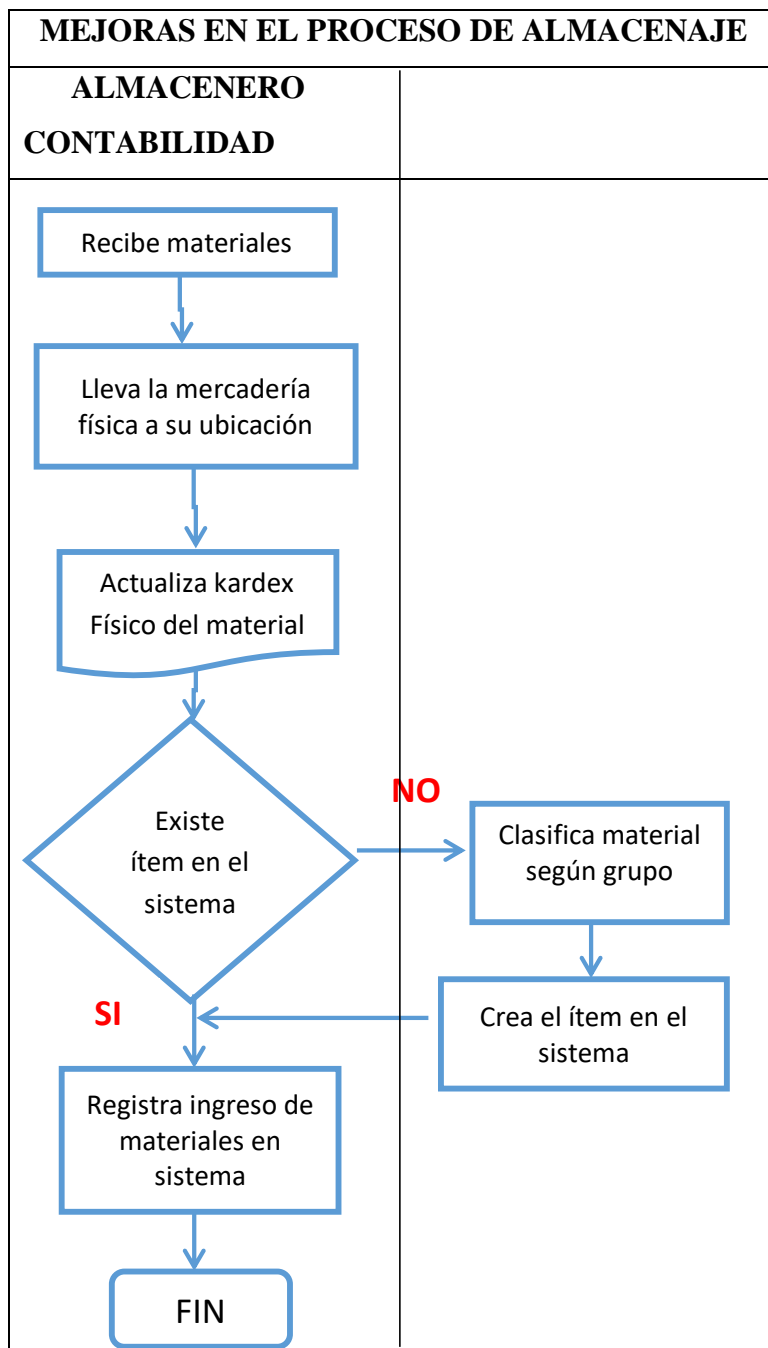 MEJORAS EN EL PROCESO DE ALMACENAJE
ALMACENERO
CONTABILIDAD
Recibe materiales
Lleva la mercadería
física a su ubicación
Actualiza kardex
Físico del material
Existe
ítem en el
sistema
NO
Clasifica material
según grupo
Crea el ítem en el
sistema
SI
Registra ingreso de
materiales en
sistema
FIN